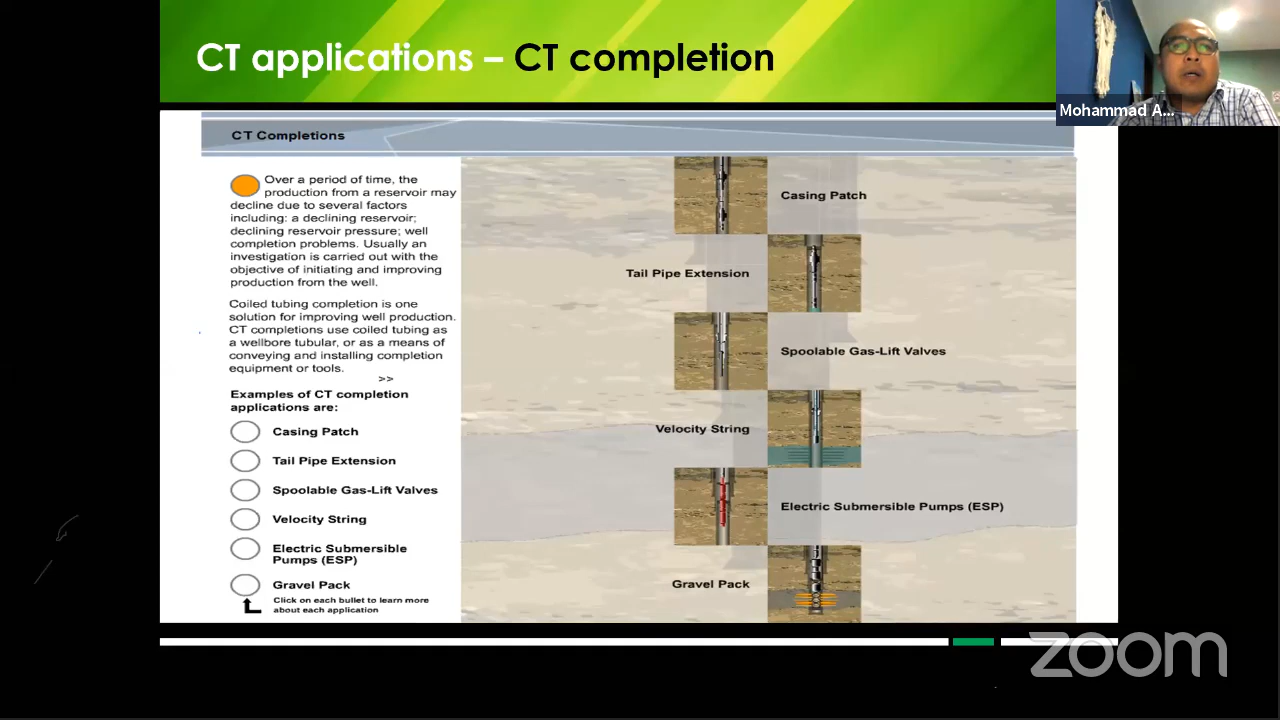 CT applications – CT completion
Mohammad A...
CT Completions
Over a period of time, the
production from a reservoir may
decline due to several factors
including: a declining reservoir;
declining reservoir pressure; well
completion problems. Usually an
investigation is carried out with the
objective of initiating and improving
production from the well.
Coiled tubing completion is one
solution for improving well production.
CT completions use coiled tubing as
a wellbore tubular, or as a means of
conveying and installing completion
equipment or tools.
>>
Examples of CT completion
applications are:
Casing Patch
Tail Pipe Extension
Spoolable Gas-Lift Valves
Velocity String
Electric Submersible
Pumps (ESP)
Gravel Pack
Click on each bullet to learn more
about each application
Casing Patch
Tail Pipe Extension
Spoolable Gas-Lift Valves
Velocity String
Electric Submersible Pumps (ESP)
Gravel Pack
zoom